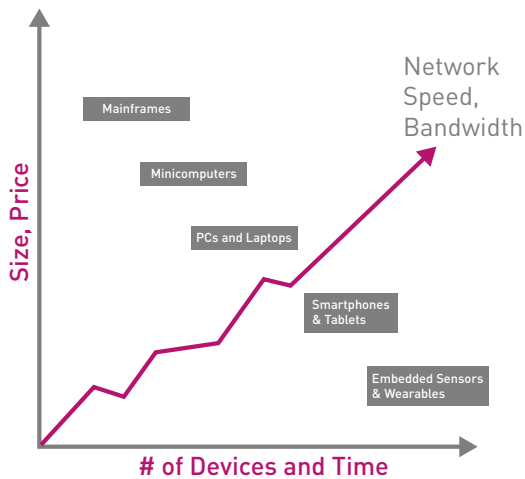 Network
Speed,
Bandwidth
Mainframes
Minicomputers
PCs and Laptops
Smartphones
& Tablets
Embedded Sensors
& Wearables
Size, Price
# of Devices and Time